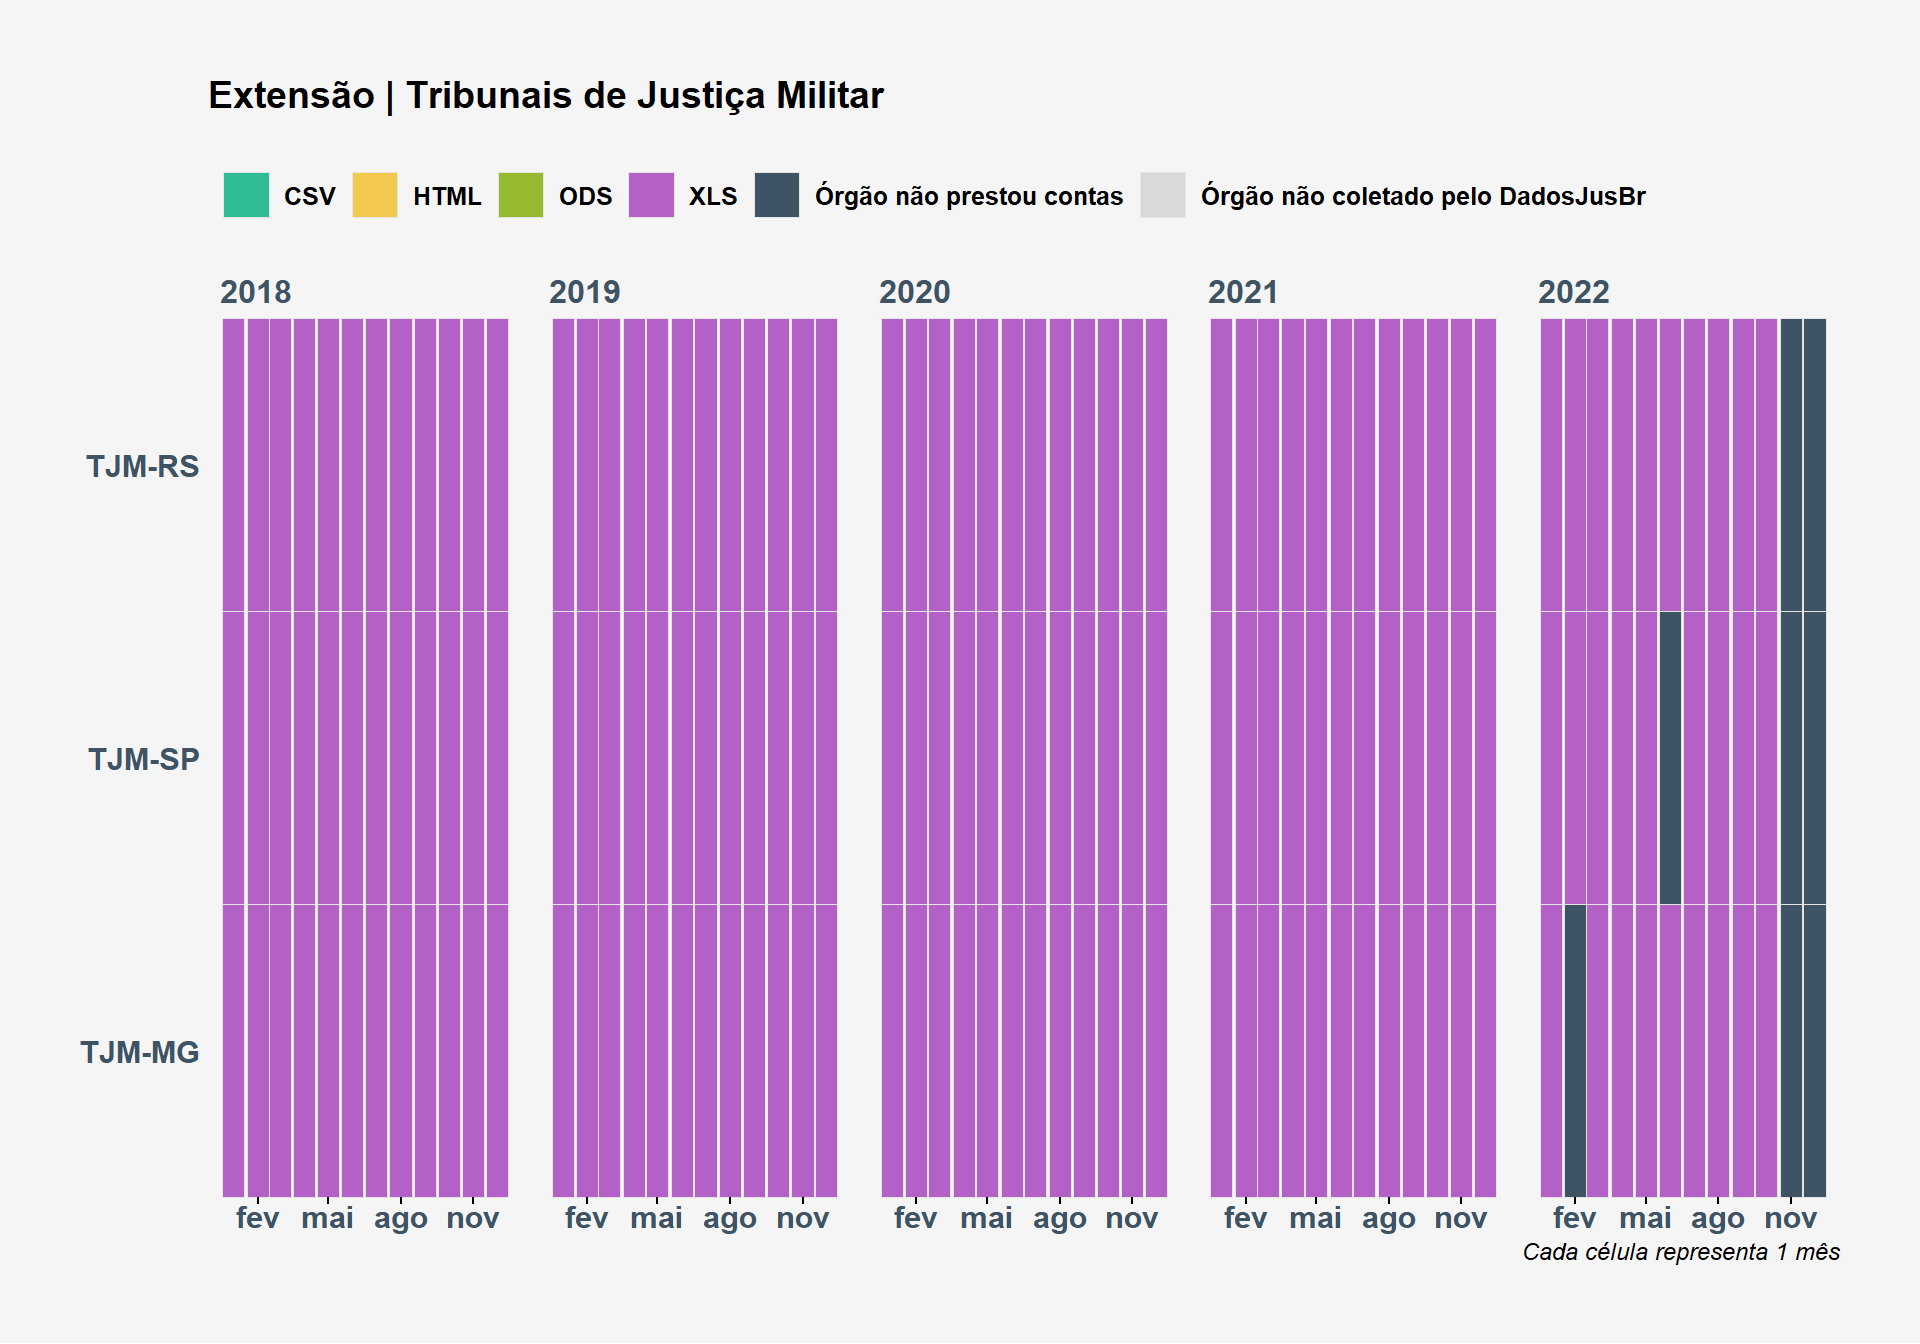 Extensão | Tribunais de Justiça Militar
CSV HTML ODS XLS Órgão não prestou contas Órgão não coletado pelo DadosJusBr
2018 2019 2020 2021 2022
TJM-RS
TJM-SP
TJM-MG
fev mai ago nov fev mai ago nov fev mai ago nov fev mai ago nov fev mai ago nov
Cada célula representa 1 mês